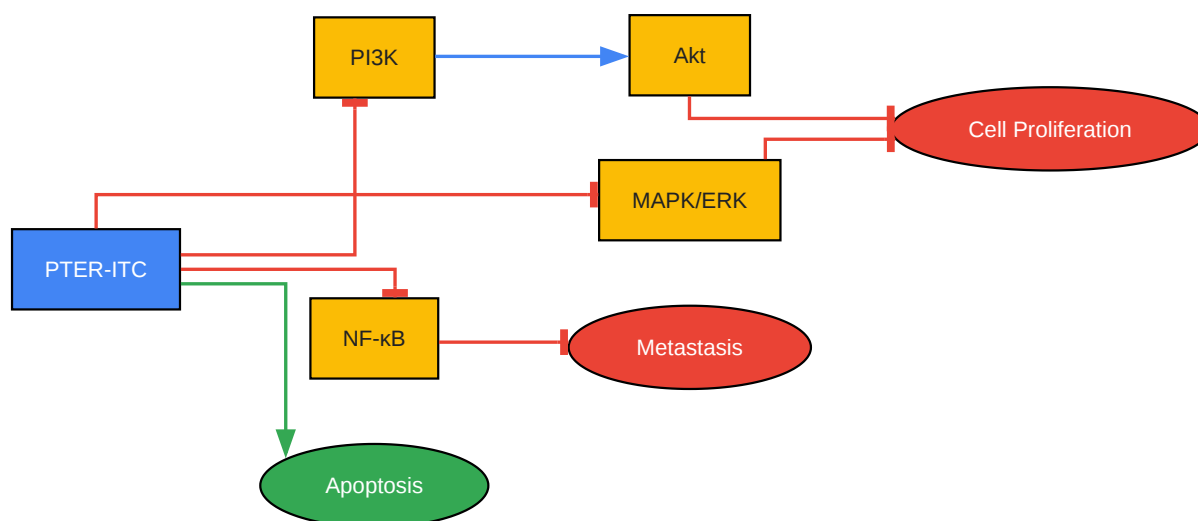 PI3K
Akt
Cell Proliferation
MAPK/ERK
PTER-ITC
NF-κB
Metastasis
Apoptosis